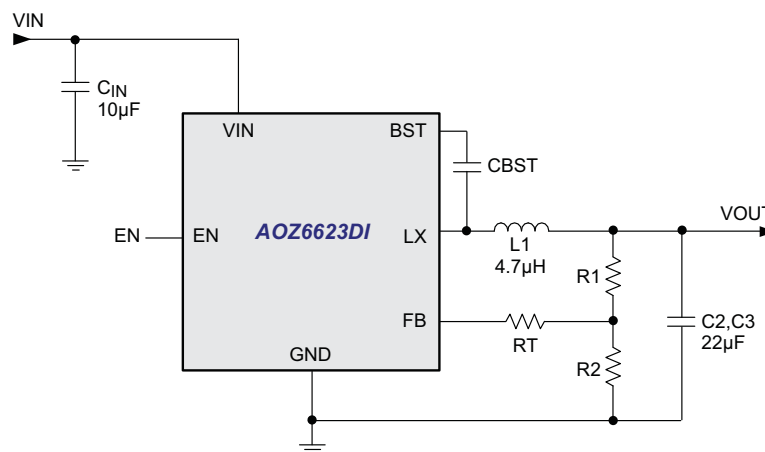 VIN
CIN
10µF
VIN
BST
CBST
EN
EN
AOZ6623DI
LX
L1
4.7µH
VOUT
R1
FB
RT
C2,C3
22µF
GND
R2